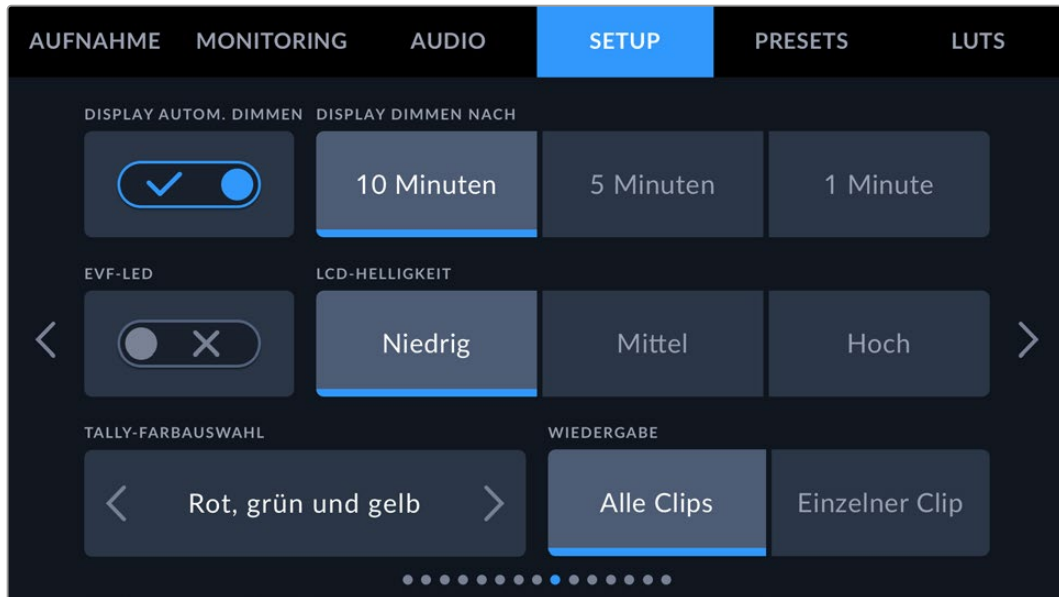 AUFNAHME MONITORING AUDIO SETUP PRESETS LUTS
DISPLAY AUTOM. DIMMEN DISPLAY DIMMEN NACH
10 Minuten 5 Minuten 1 Minute
EVF-LED LCD-HELLIGKEIT
Niedrig Mittel Hoch
TALLY-FARBAUSWAHL WIEDERGABE
Rot, grün und gelb Alle Clips Einzelner Clip